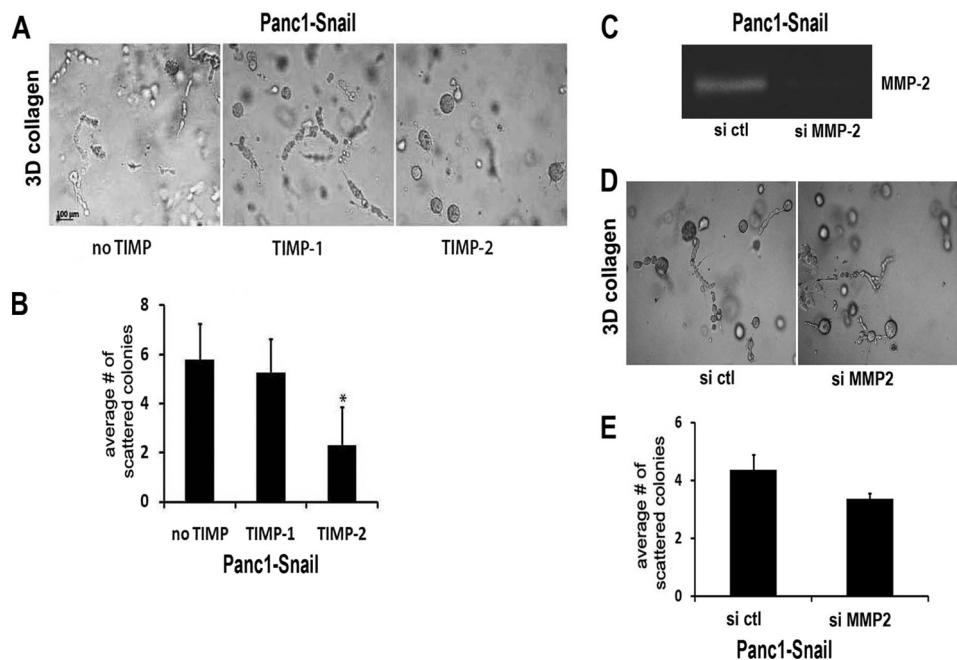 A
Panc1-Snail
3D collagen
100 µm
no TIMP
TIMP-1
TIMP-2
B
8
6
4
2
0
average # of
scattered colonies
no TIMP
TIMP-1
TIMP-2
*
Panc1-Snail
C
Panc1-Snail
MMP-2
si ctl
si MMP-2
D
3D collagen
si ctl
si MMP2
E
6
4
2
0
average # of
scattered colonies
si ctl
si MMP2
Panc1-Snail